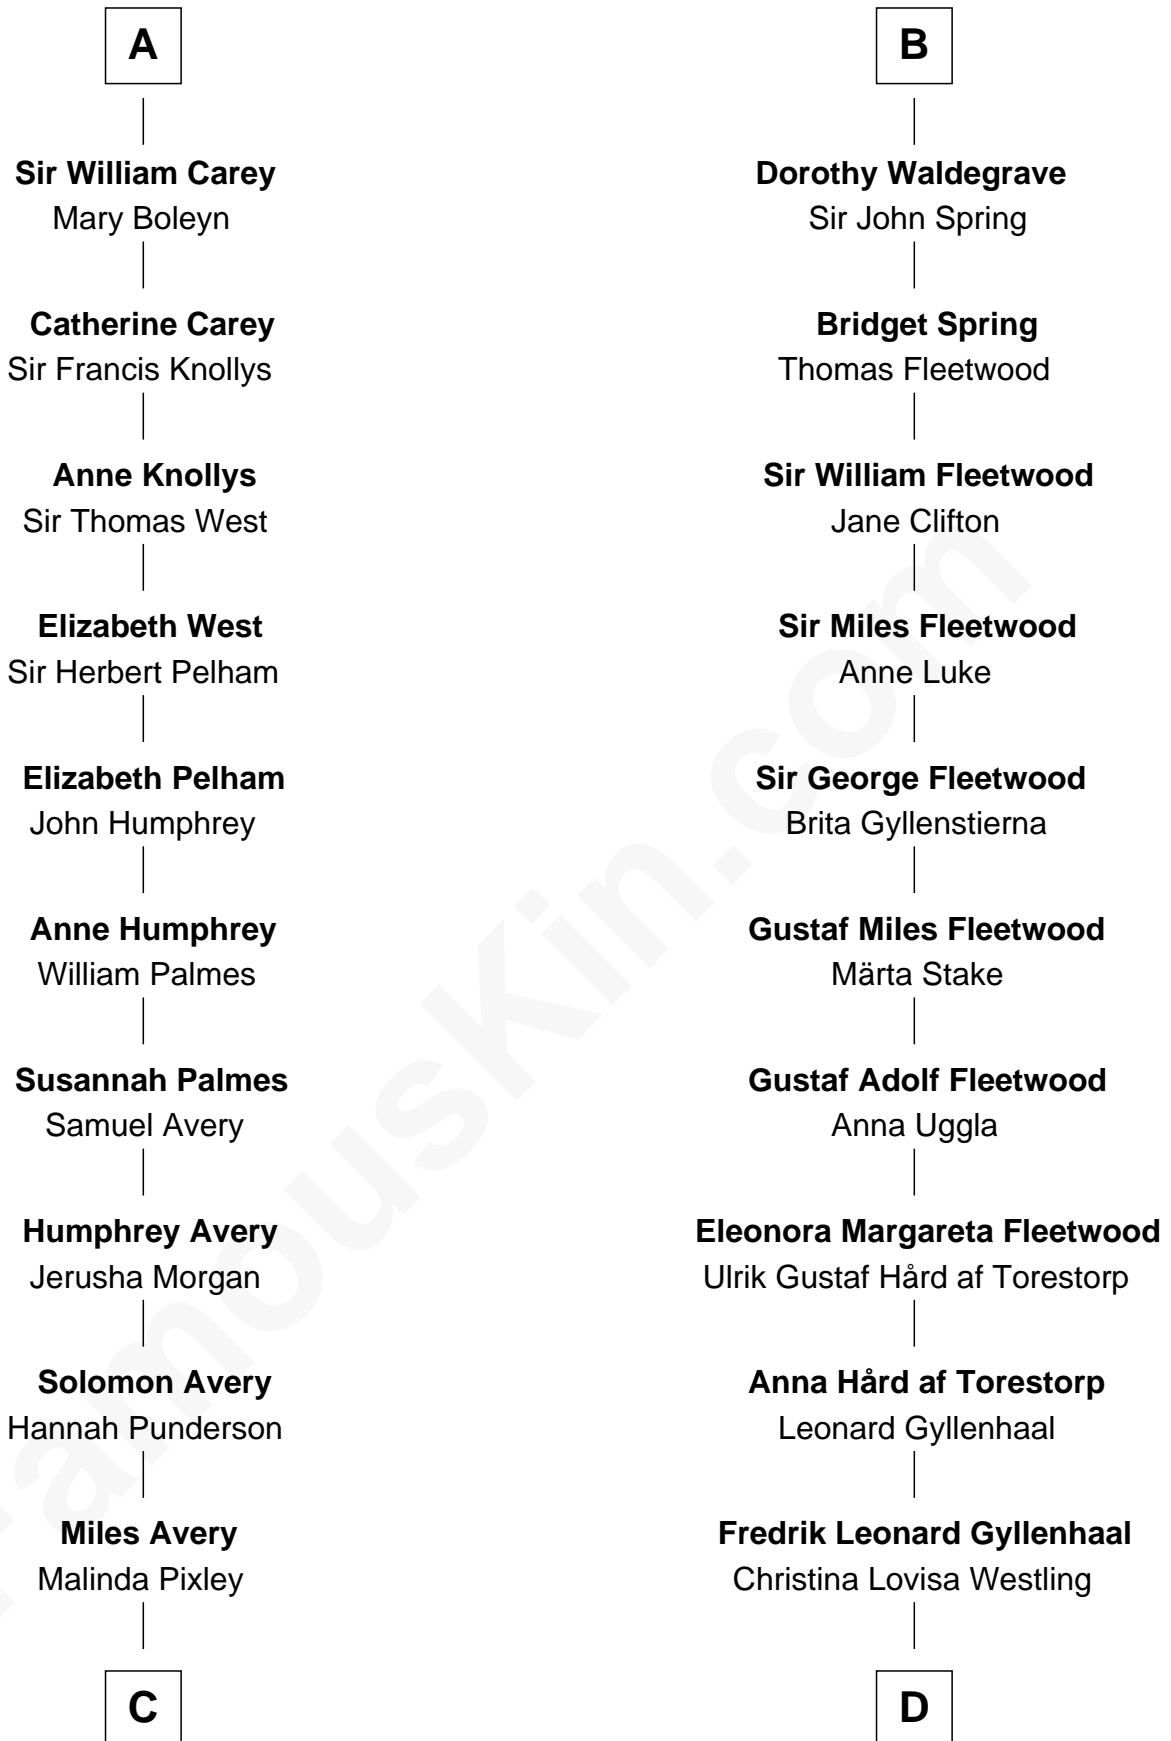 A
Sir William Carey
Mary Boleyn
Catherine Carey
Sir Francis Knollys
Anne Knollys
Sir Thomas West
Elizabeth West
Sir Herbert Pelham
Elizabeth Pelham
John Humphrey
Anne Humphrey
William Palmes
Susannah Palmes
Samuel Avery
Humphrey Avery
Jerusha Morgan
Solomon Avery
Hannah Punderson
Miles Avery
Malinda Pixley
C
B
Dorothy Waldegrave
Sir John Spring
Bridget Spring
Thomas Fleetwood
Sir William Fleetwood
Jane Clifton
Sir Miles Fleetwood
Anne Luke
Sir George Fleetwood
Brita Gyllenstierna
Gustaf Miles Fleetwood
Märta Stake
Gustaf Adolf Fleetwood
Anna Uggla
Eleonora Margareta Fleetwood
Ulrik Gustaf Hård af Torestorp
Anna Hård af Torestorp
Leonard Gyllenhaal
Fredrik Leonard Gyllenhaal
Christina Lovisa Westling
D
FamousKin.com